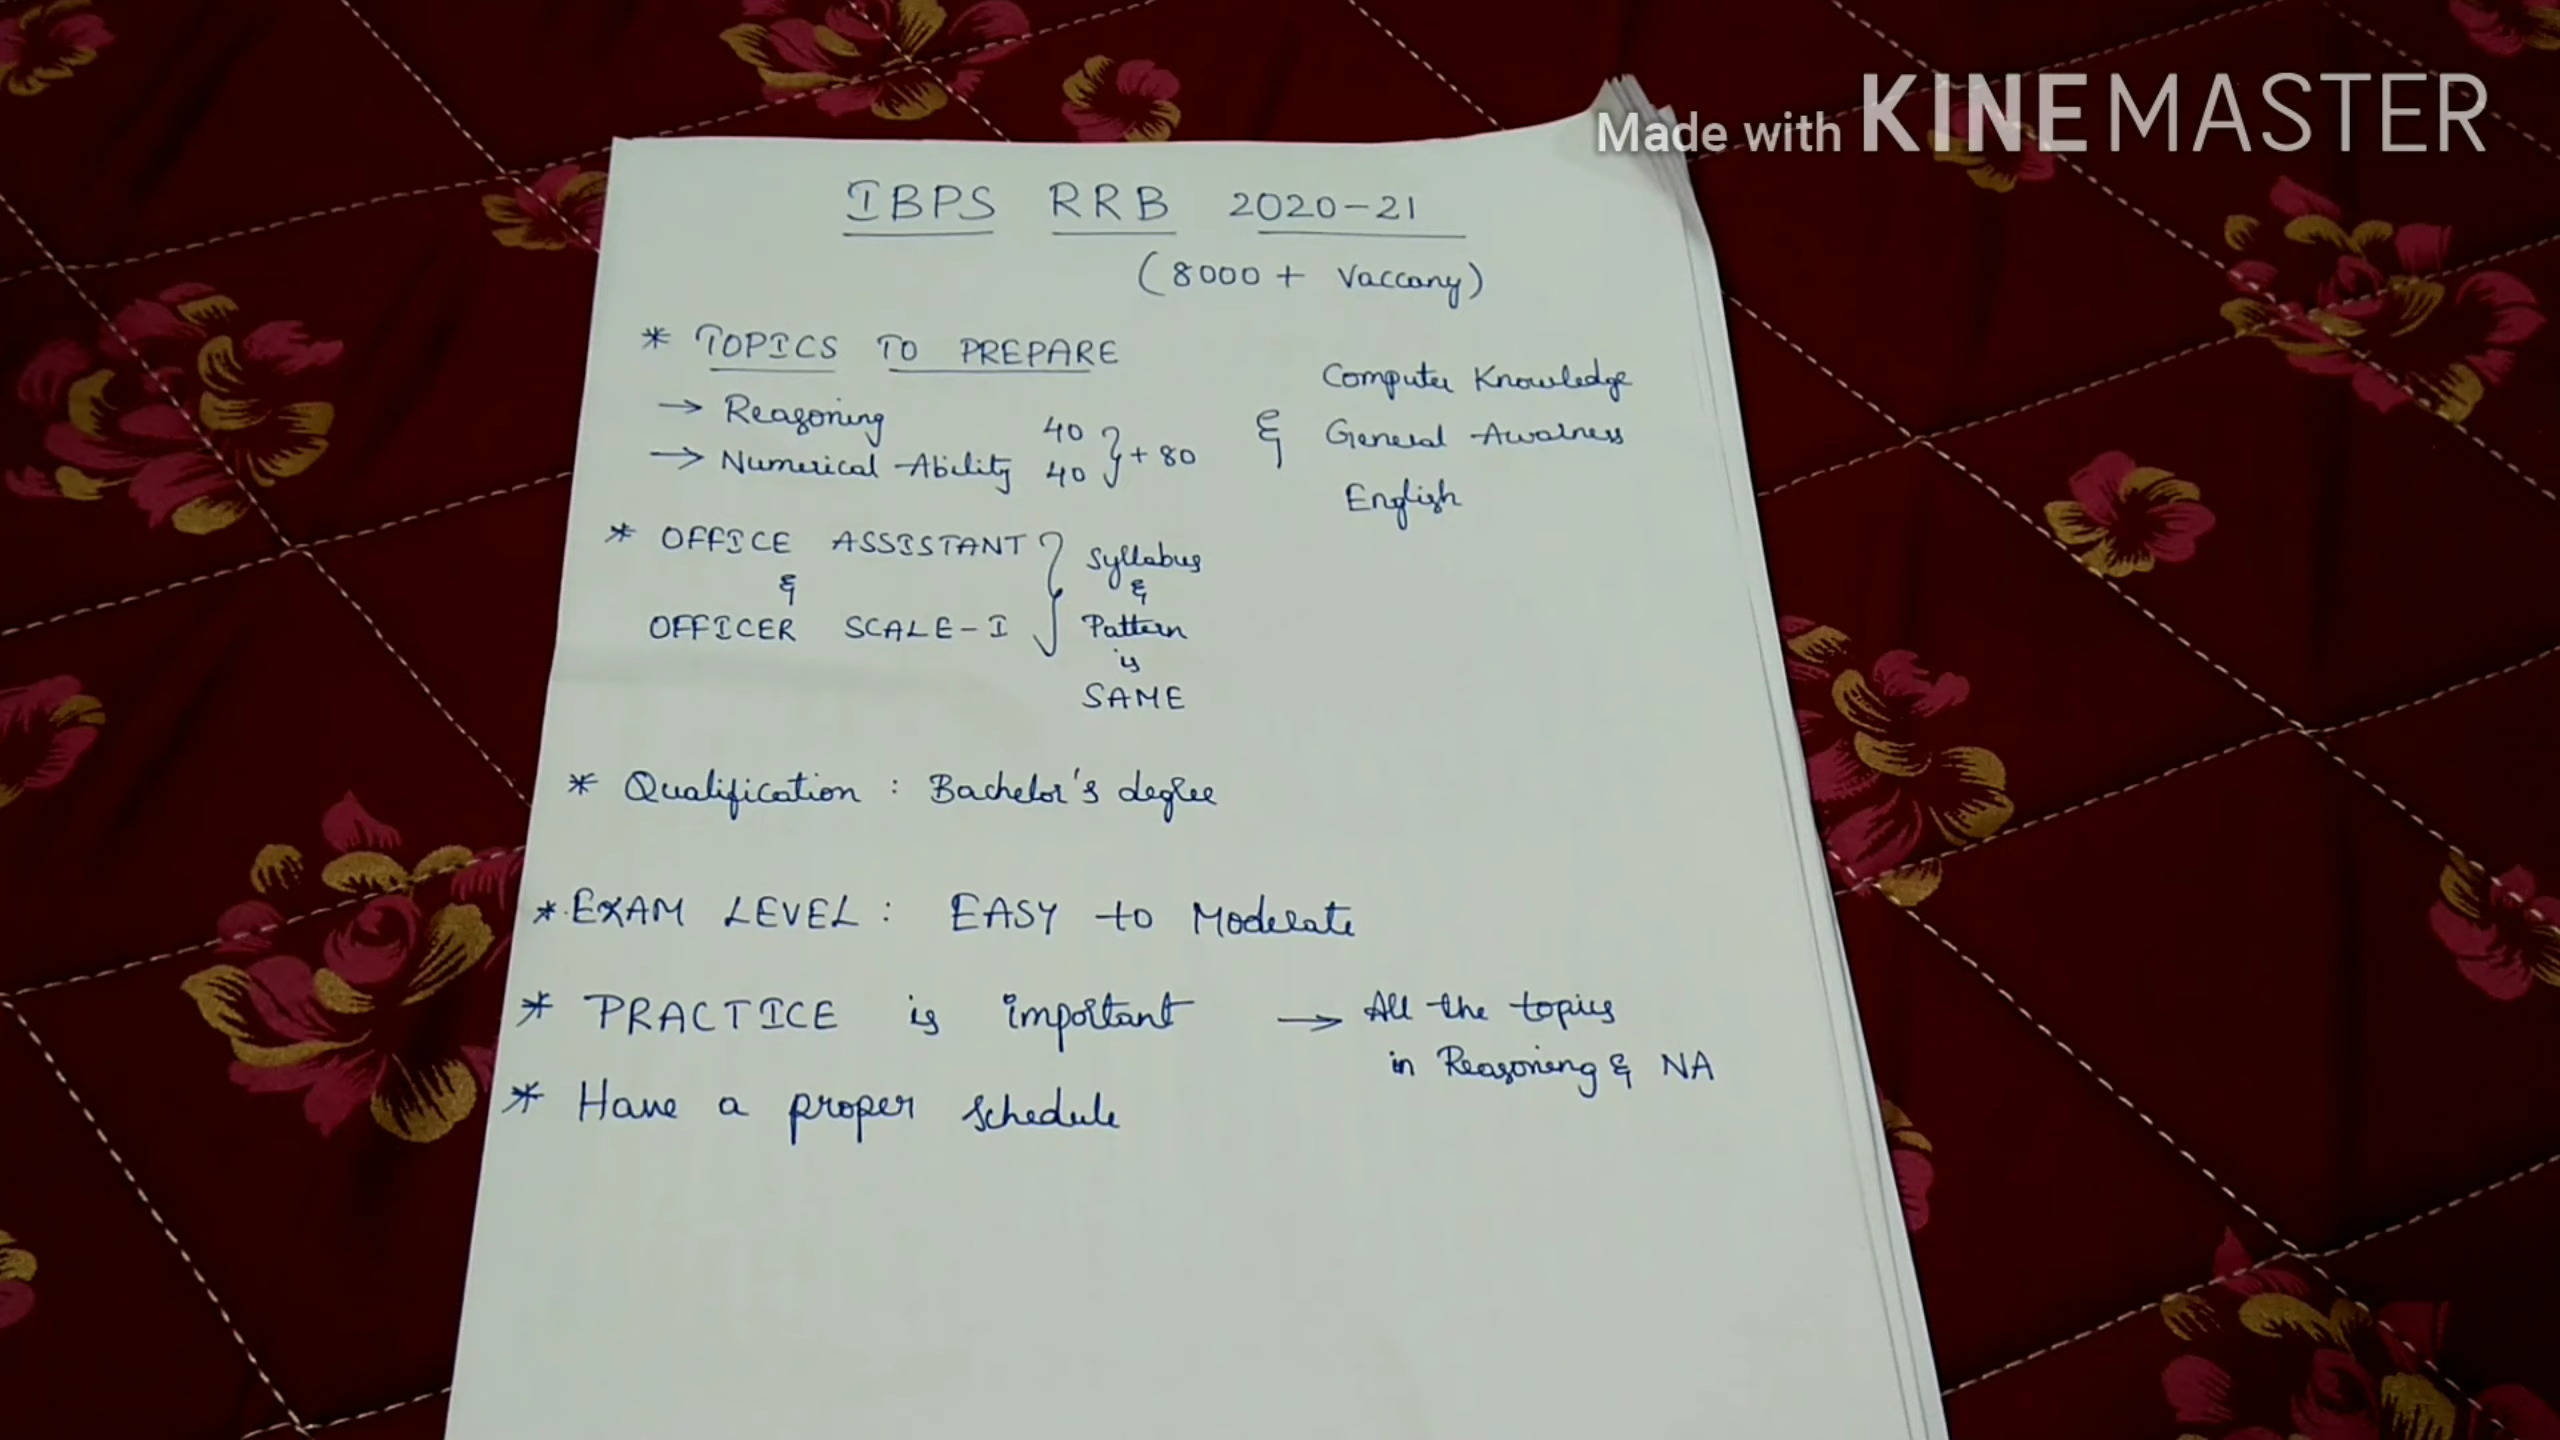 Made with KINEMASTER
IBPS RRB 2020-21
(8000 + Vaccany)
* TOPICS TO PREPARE
→ Reasoning 40
→ Numerical Ability 40 } + 80
& Computer Knowledge
General Awarness
English
* OFFICE ASSISTANT
&
OFFICER SCALE-I
} Syllabus
&
Pattern
is
SAME
* Qualification : Bachelor's degree
* EXAM LEVEL : EASY to Moderate
* PRACTICE is important → All the topics
in Reasoning & NA
* Have a proper schedule